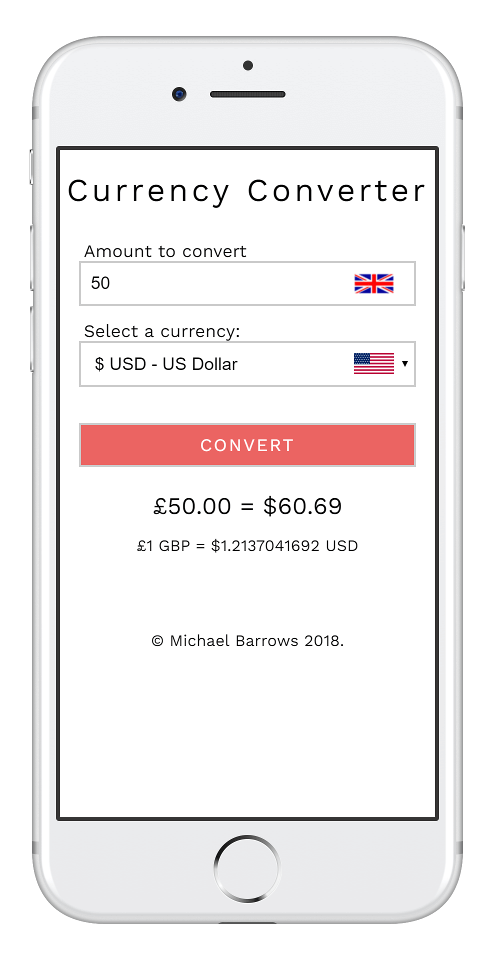 Currency Converter
Amount to convert
50
Select a currency:
$ USD - US Dollar
CONVERT
£50.00 = $60.69
£1 GBP = $1.2137041692 USD
© Michael Barrows 2018.